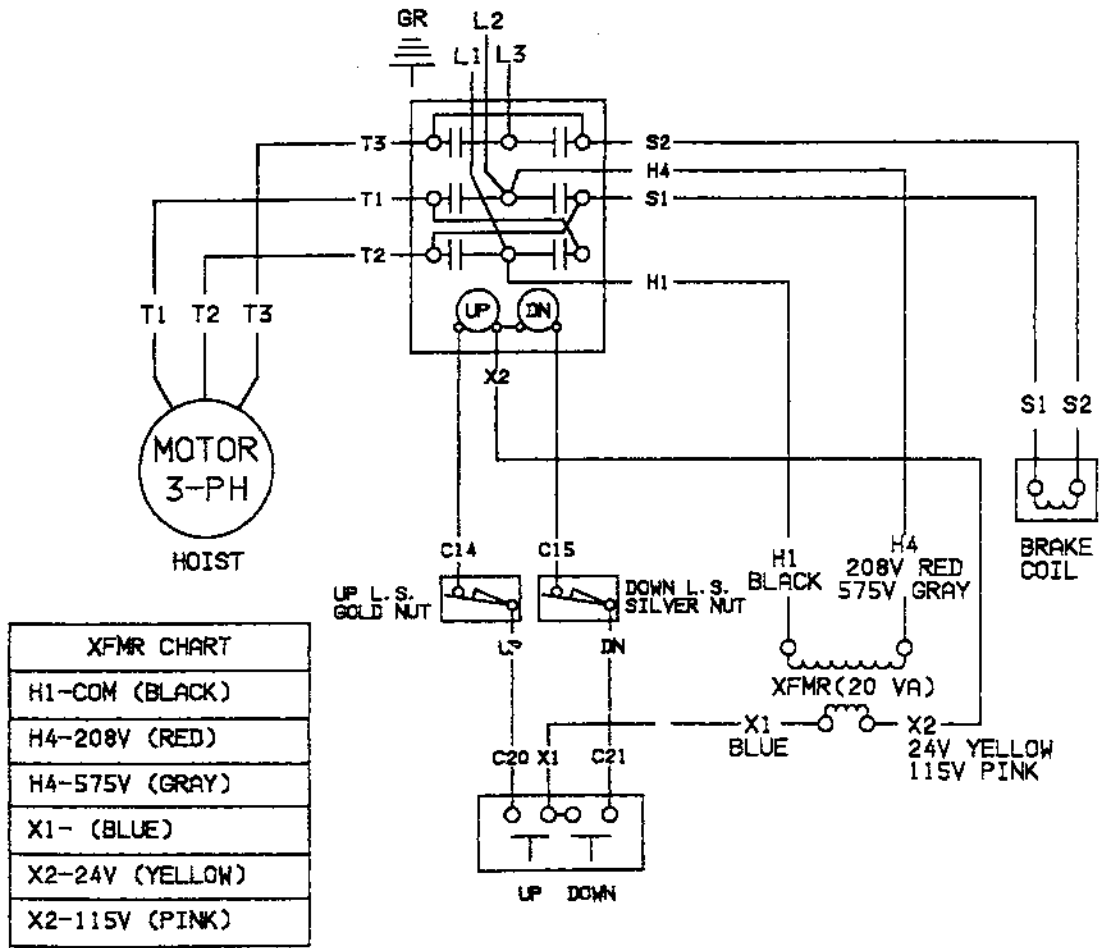 GR
L2
L1 L3
T3
S2
H4
T1
S1
T2
H1
UP
DN
T1 T2 T3
X2
S1 S2
MOTOR
3-PH
HOIST
C14
C15
BRAKE
COIL
H1
BLACK
H4
208V RED
575V GRAY
UP L.S.
GOLD NUT
DOWN L.S.
SILVER NUT
UP
DN
XFMR(20 VA)
X1
BLUE
X2
24V YELLOW
115V PINK
C20 X1 C21
UP DOWN
XFMR CHART
H1-COM (BLACK)
H4-208V (RED)
H4-575V (GRAY)
X1- (BLUE)
X2-24V (YELLOW)
X2-115V (PINK)